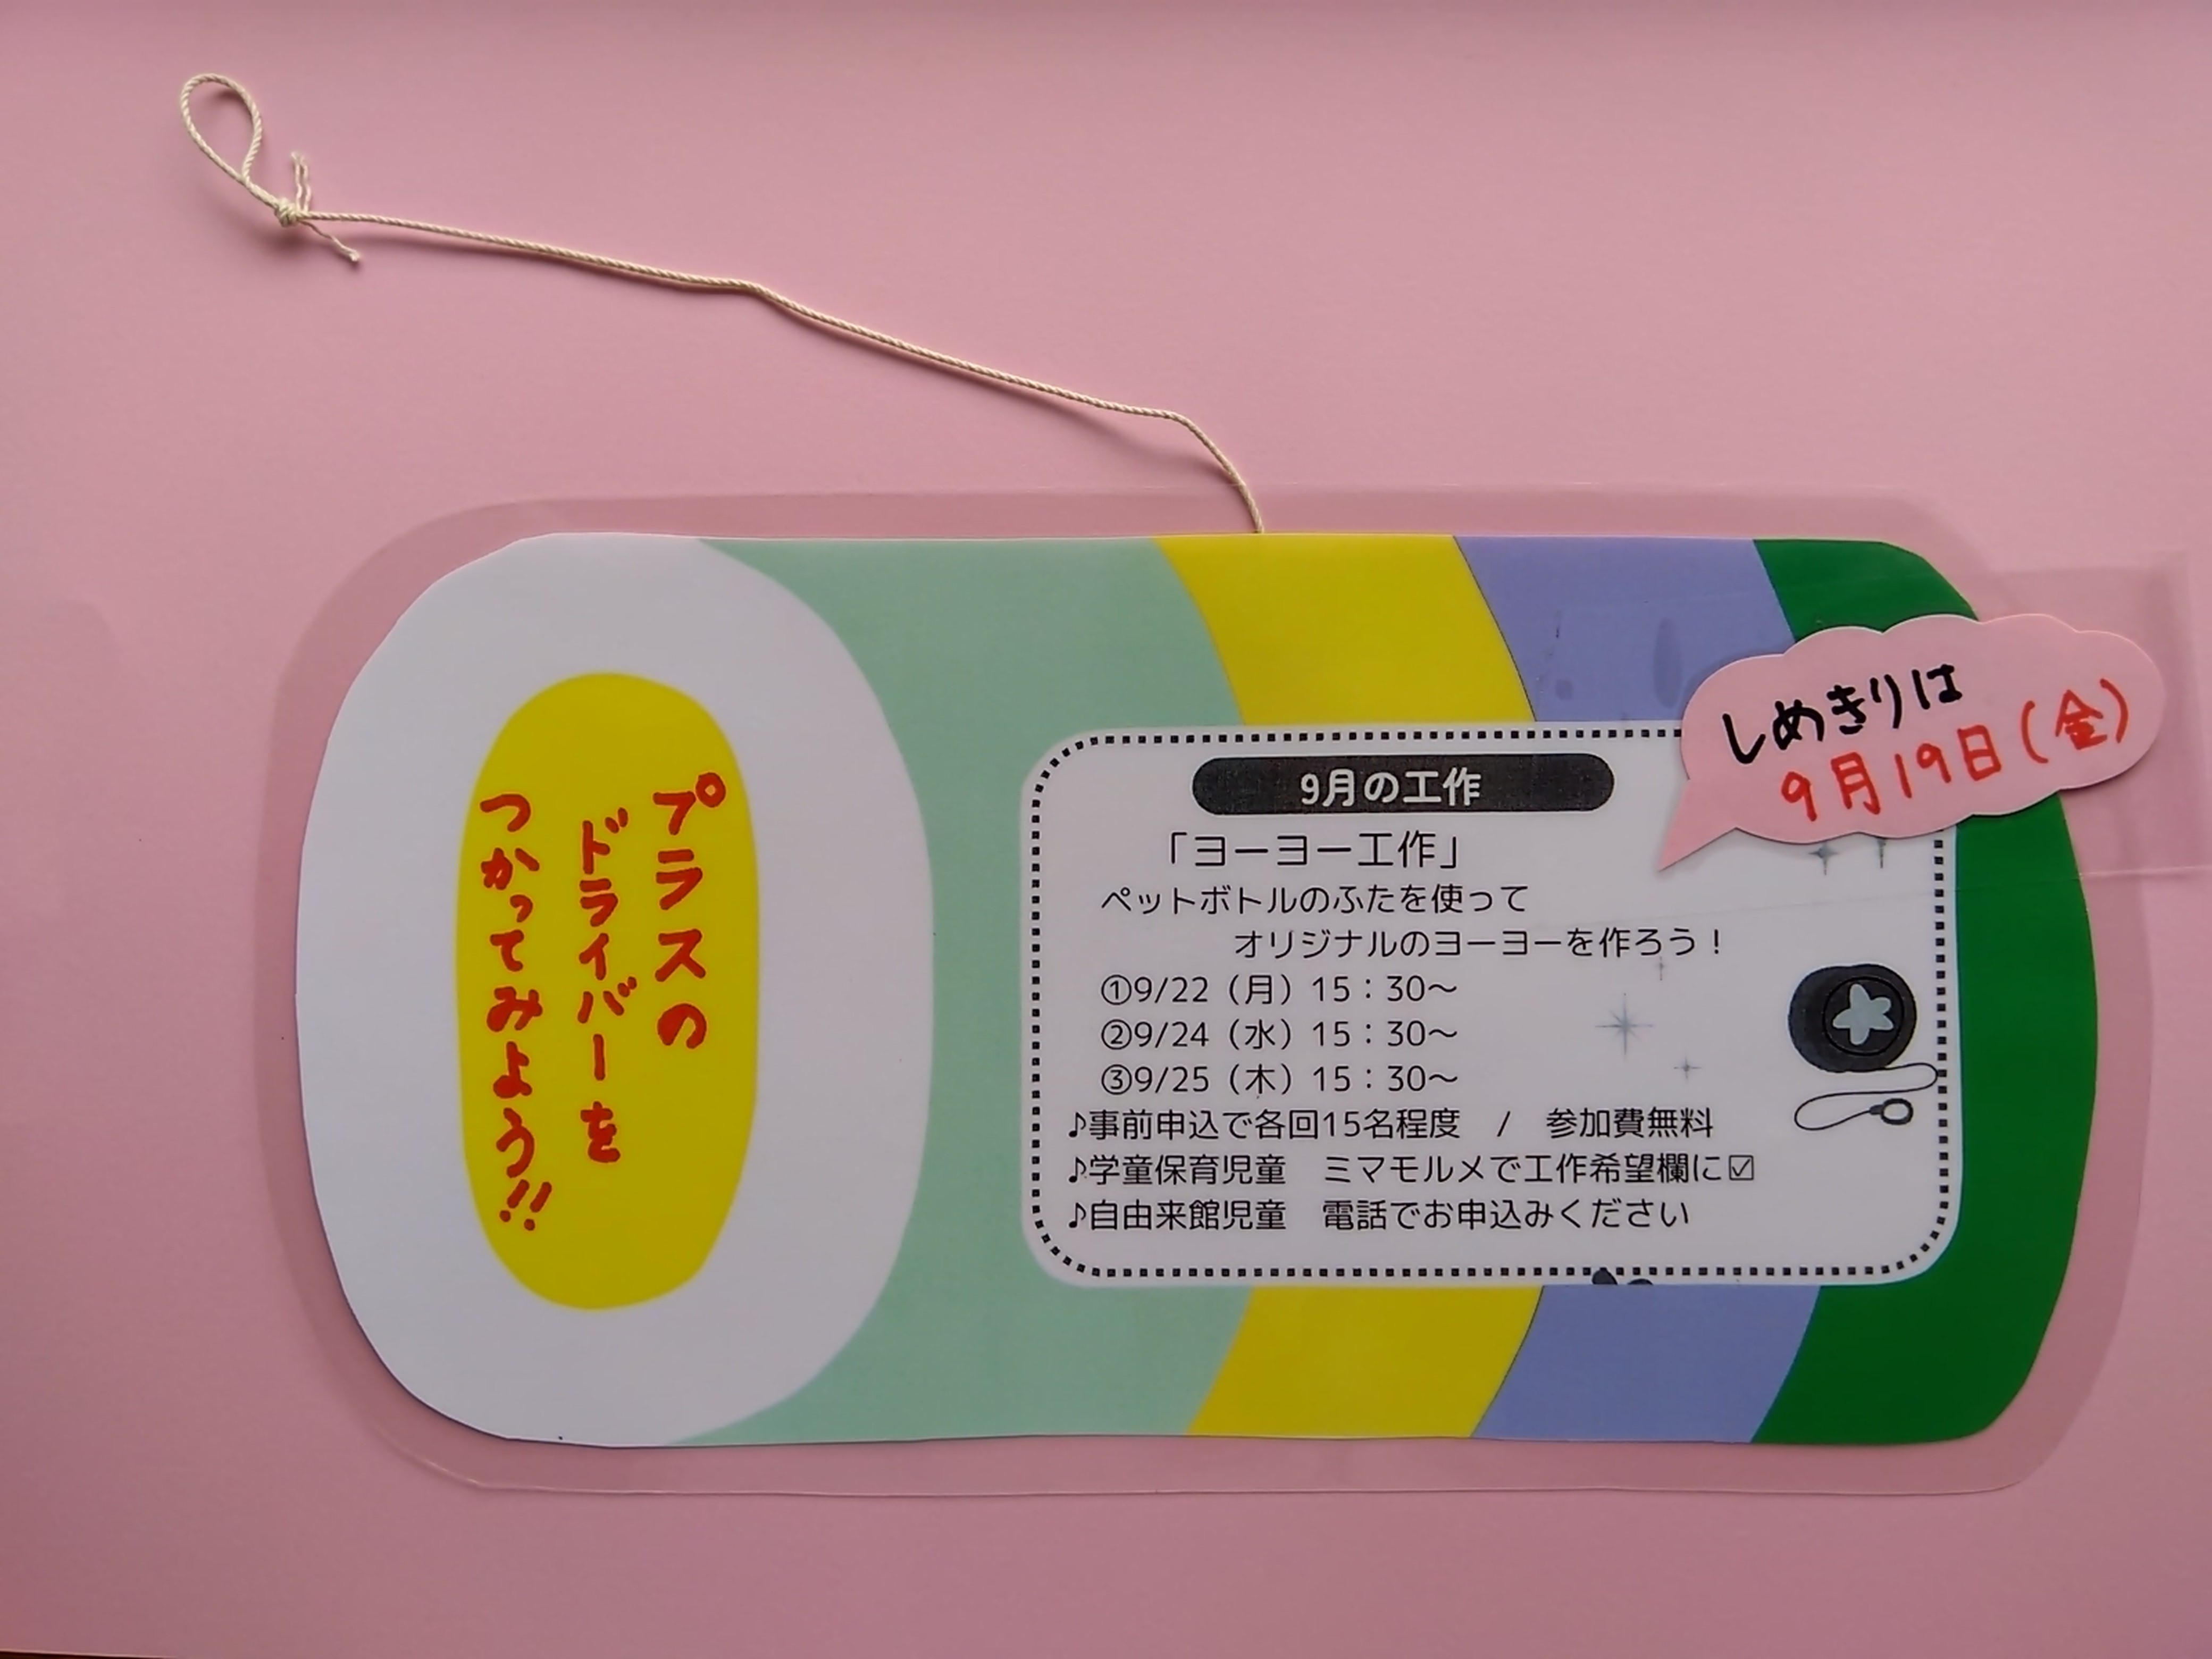 プラスの
ドライバーを
つかってみよう!!
しめきりは
9月19日(金)
9月の工作
「ヨーヨー工作」
ペットボトルのふたを使って
オリジナルのヨーヨーを作ろう！
①9/22（月）15：30～
②9/24（水）15：30～
③9/25（木）15：30～
♪事前申込で各回15名程度　/　参加費無料
♪学童保育児童　ミマモルメで工作希望欄に☑
♪自由来館児童　電話でお申込みください